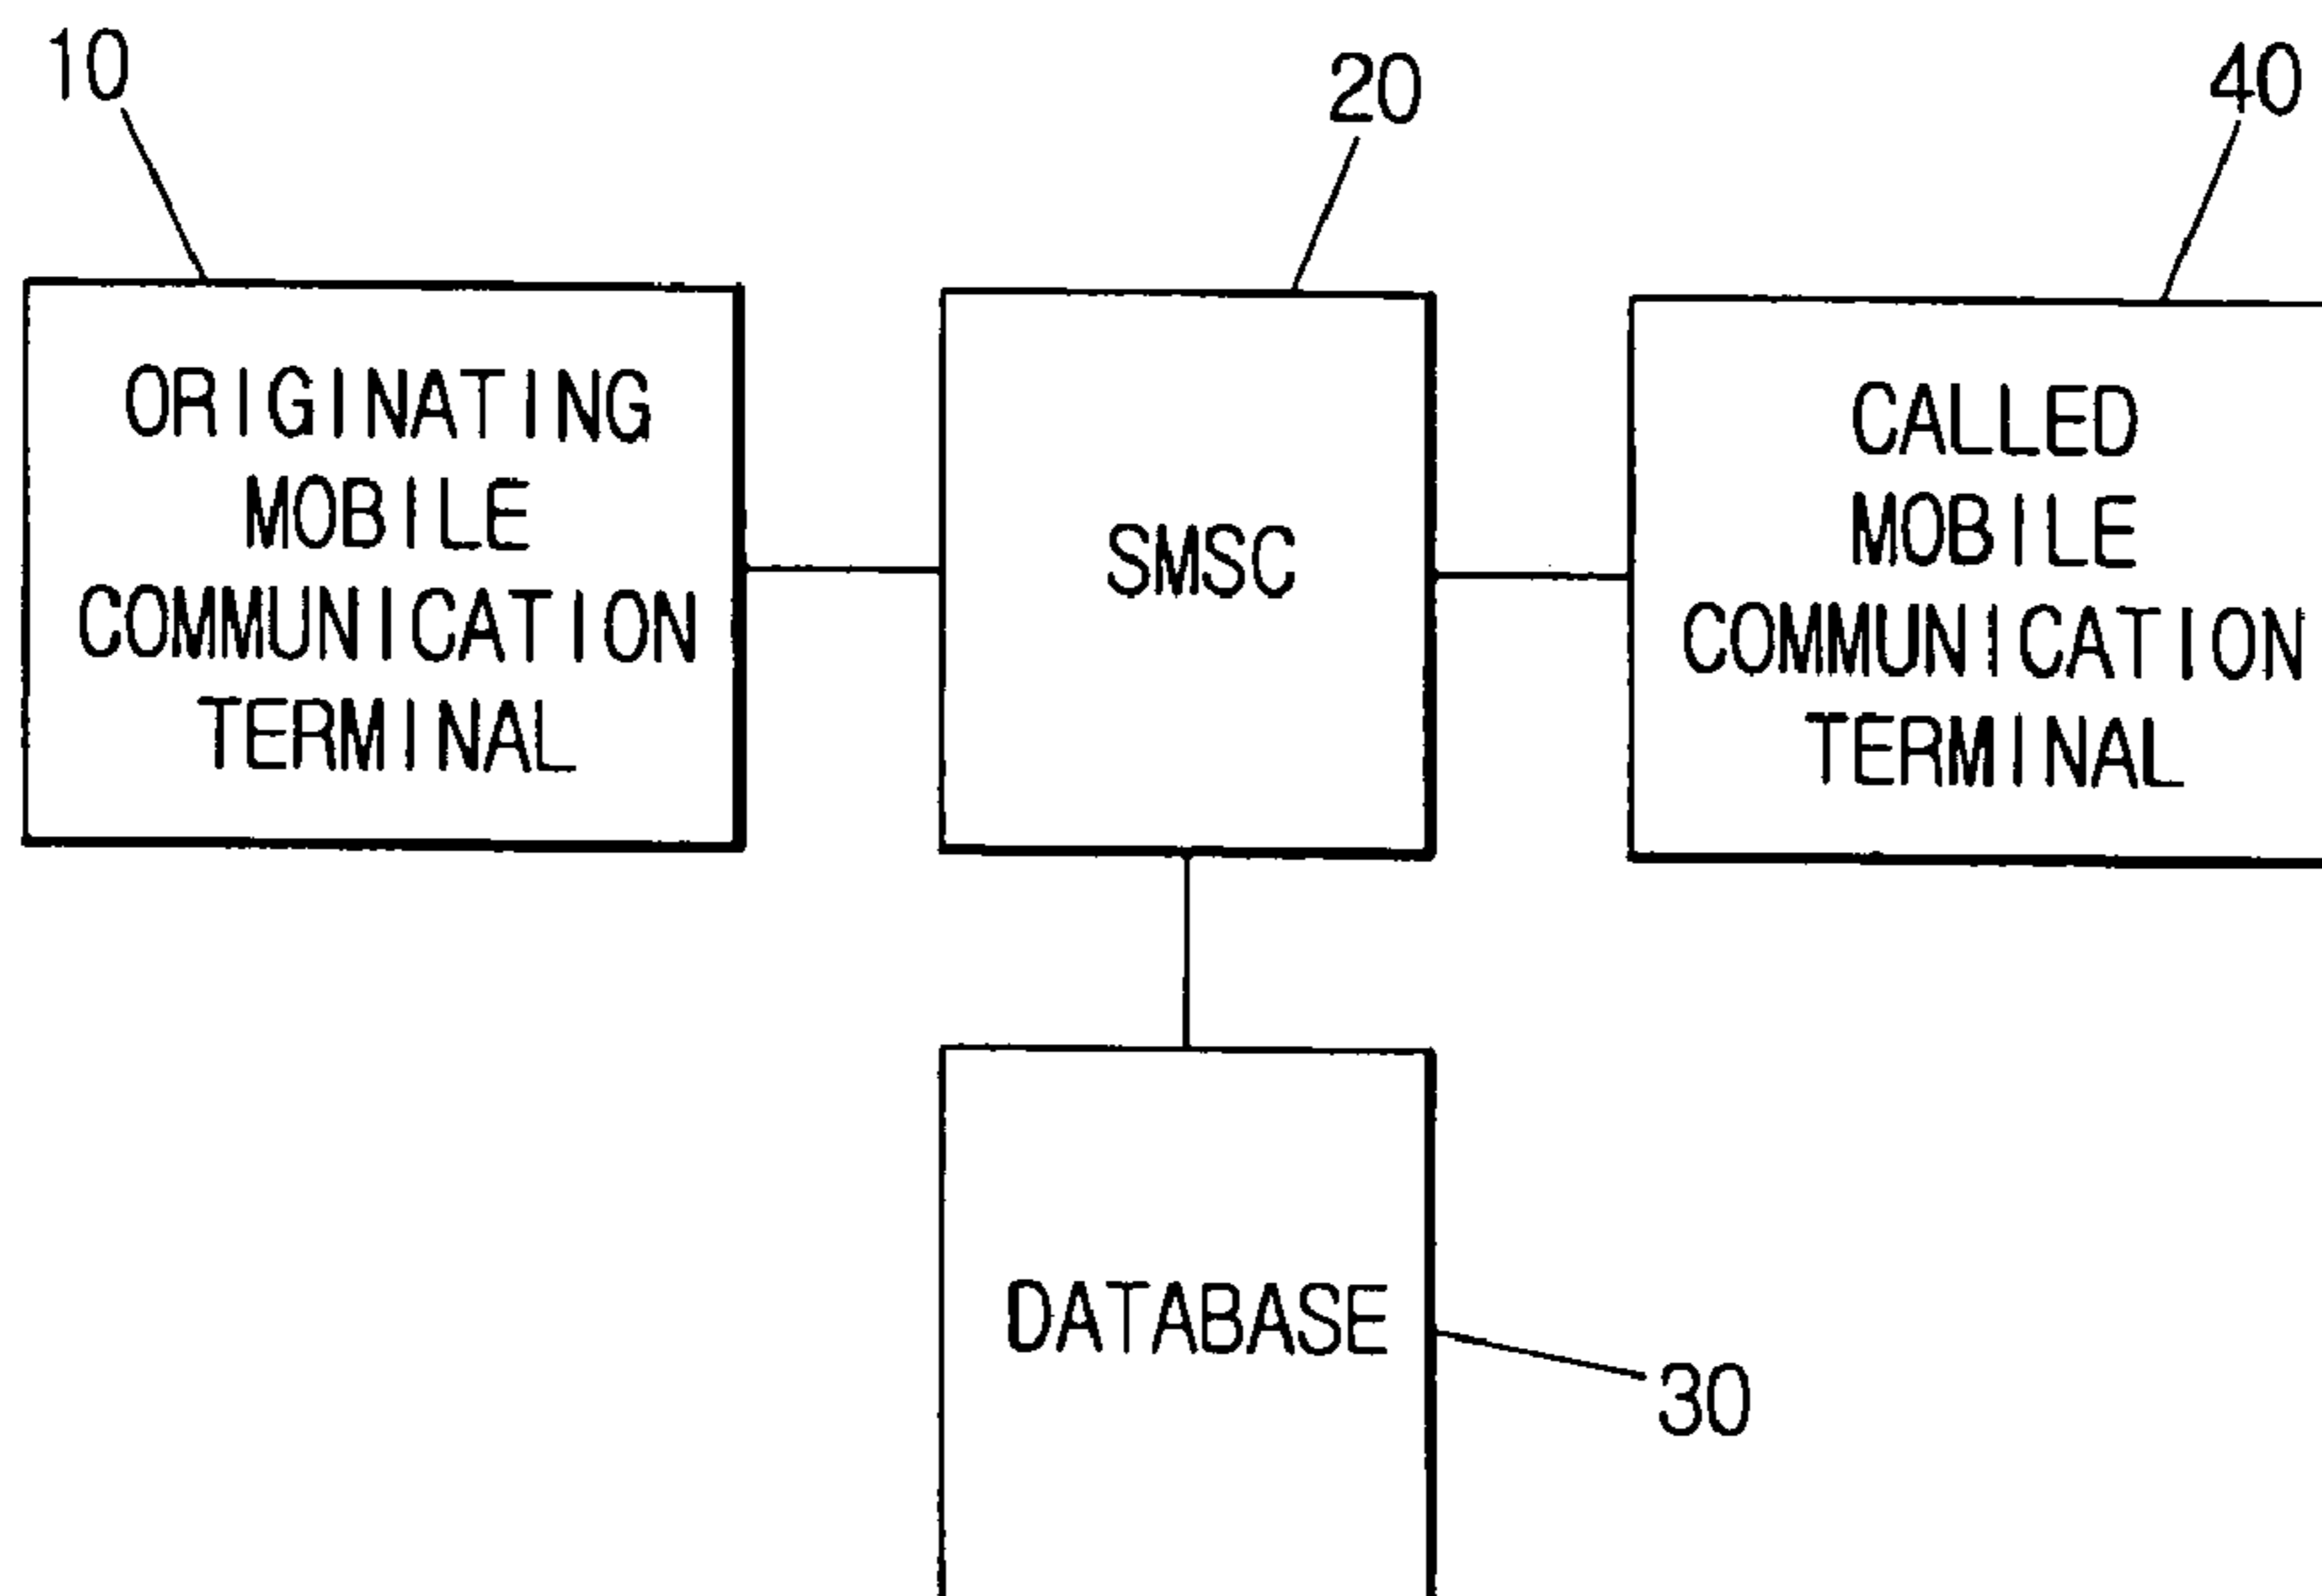 10
20
40
ORIGINATING
MOBILE
COMMUNICATION
TERMINAL
SMSC
CALLED
MOBILE
COMMUNICATION
TERMINAL
DATABASE
30